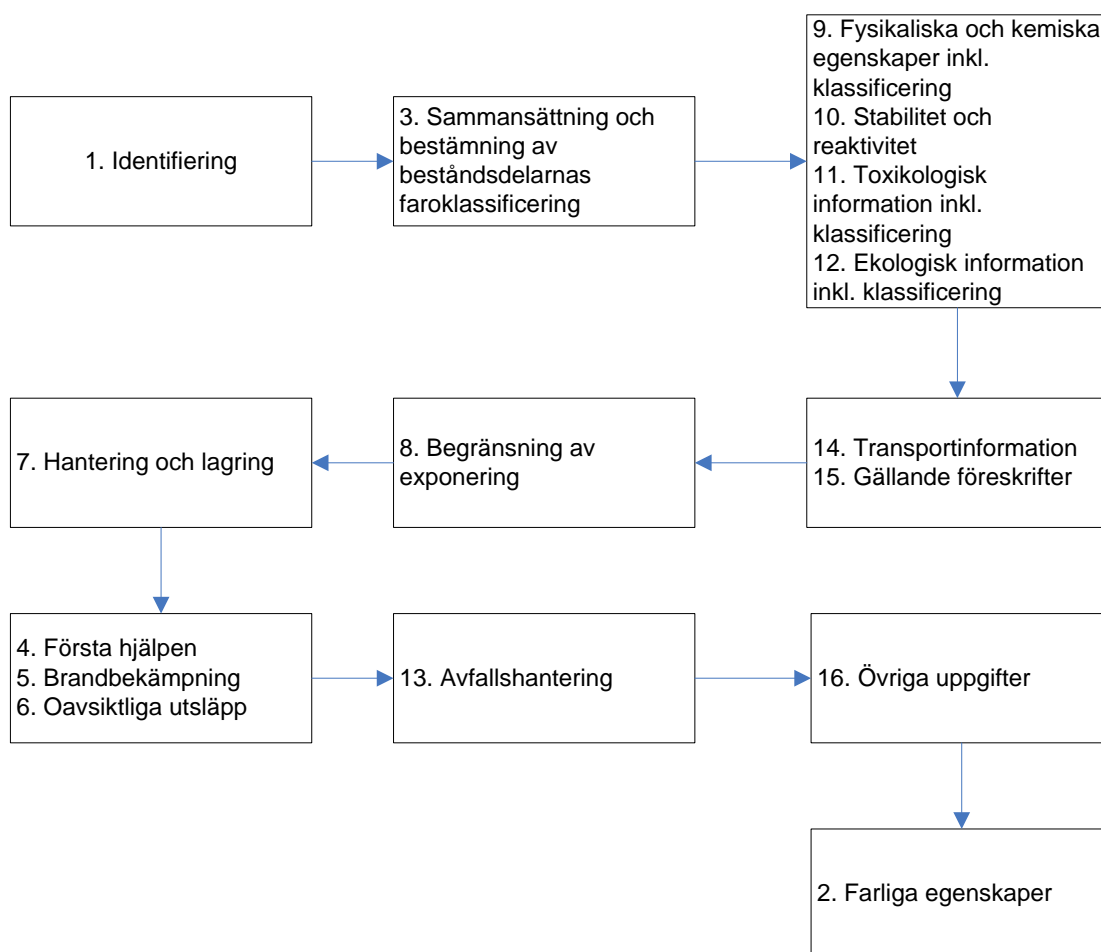 1. Identifiering
3. Sammansättning och
bestämning av
beståndsdelarnas
faroklassificering
9. Fysikaliska och kemiska
egenskaper inkl.
klassificering
10. Stabilitet och
reaktivitet
11. Toxikologisk
information inkl.
klassificering
12. Ekologisk information
inkl. klassificering
14. Transportinformation
15. Gällande föreskrifter
8. Begränsning av
exponering
7. Hantering och lagring
4. Första hjälpen
5. Brandbekämpning
6. Oavsiktliga utsläpp
13. Avfallshantering
16. Övriga uppgifter
2. Farliga egenskaper